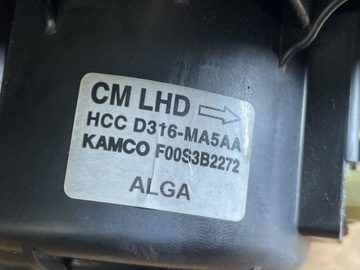 CM LHD
HCC D316-MA5AA
KAMCO F00S3B2272
ALGA